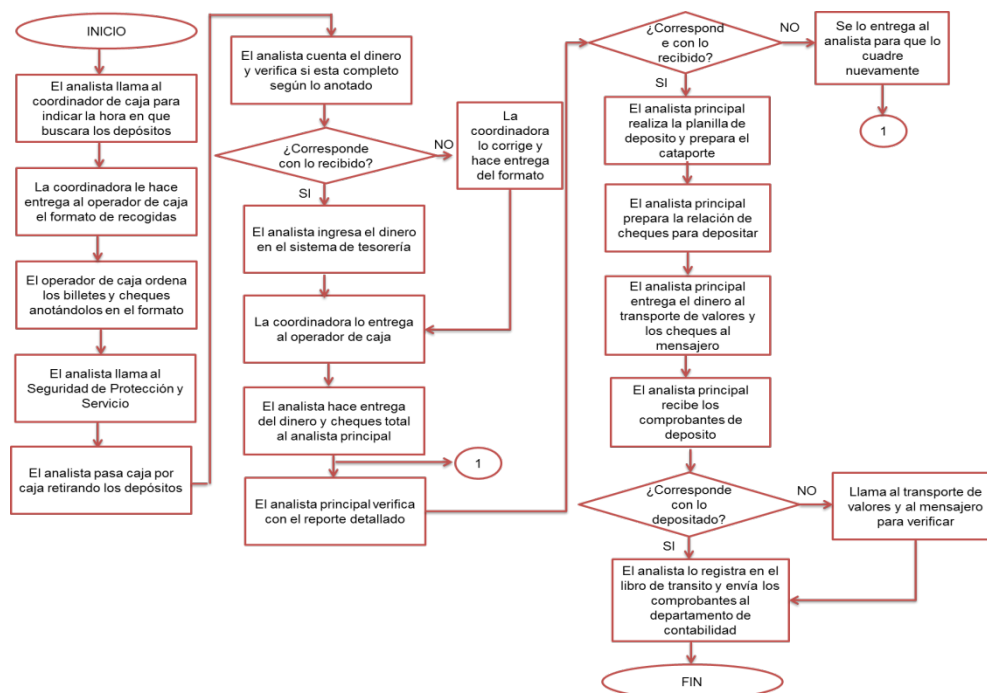 INICIO
El analista llama al
coordinador de caja para
indicar la hora en que
buscara los depósitos
La coordinadora le hace
entrega al operador de caja
el formato de recogidas
El operador de caja ordena
los billetes y cheques
anotándolos en el formato
El analista llama al
Seguridad de Protección y
Servicio
El analista pasa caja por
caja retirando los depósitos
El analista cuenta el dinero
y verifica si esta completo
según lo anotado
¿Corresponde
con lo recibido?
NO
La
coordinadora
lo corrige y
hace entrega
del formato
SI
El analista ingresa el dinero
en el sistema de tesorería
La coordinadora lo entrega
al operador de caja
El analista hace entrega
del dinero y cheques total
al analista principal
1
El analista principal verifica
con el reporte detallado
¿Correspond
e con lo
recibido?
NO
Se lo entrega al
analista para que lo
cuadre
nuevamente
1
SI
El analista principal
realiza la planilla de
deposito y prepara el
cataporte
El analista principal
prepara la relación de
cheques para depositar
El analista principal
entrega el dinero al
transporte de valores y
los cheques al
mensajero
El analista principal
recibe los
comprobantes de
deposito
¿Corresponde
con lo
depositado?
NO
Llama al transporte de
valores y al mensajero
para verificar
SI
El analista lo registra en el
libro de transito y envía los
comprobantes al
departamento de
contabilidad
FIN